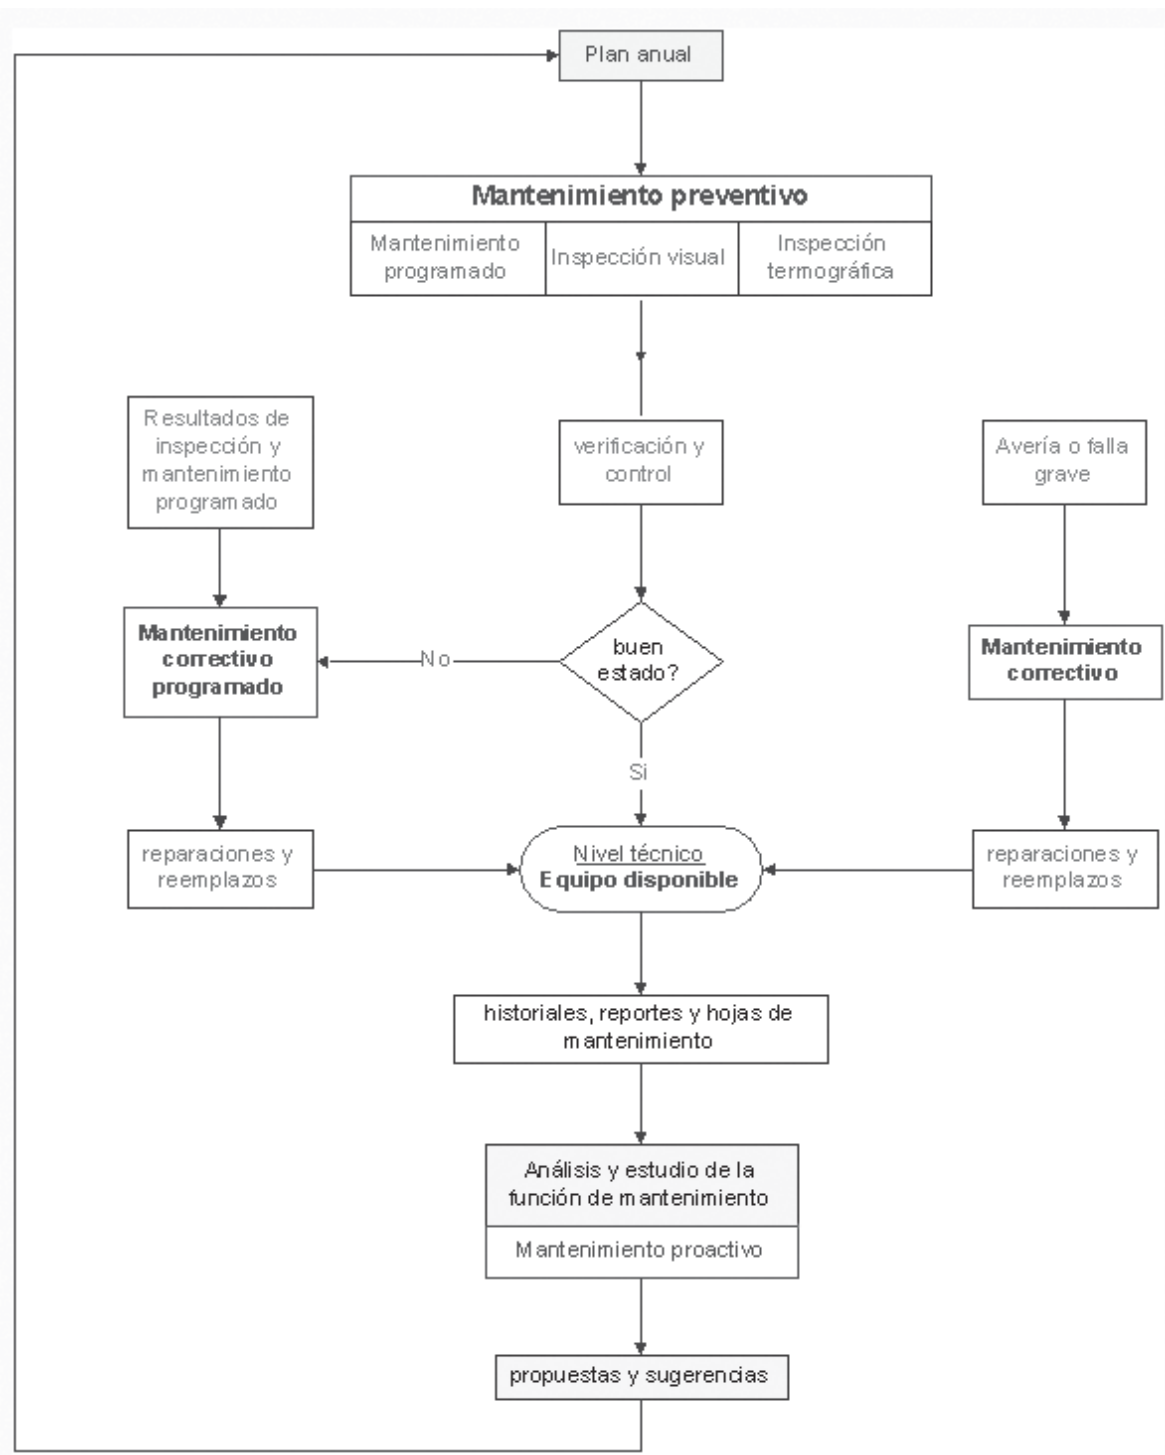 Plan anual
Mantenimiento preventivo
Mantenimiento
programado
Inspección visual
Inspección
termográfica
Resultados de
inspección y
mantenimiento
programado
verificación y
control
Avería o falla
grave
Mantenimiento
correctivo
programado
No
buen
estado?
Mantenimiento
correctivo
Si
reparaciones y
reemplazos
Nivel técnico
Equipo disponible
reparaciones y
reemplazos
historiales, reportes y hojas de
mantenimiento
Análisis y estudio de la
función de mantenimiento
Mantenimiento proactivo
propuestas y sugerencias